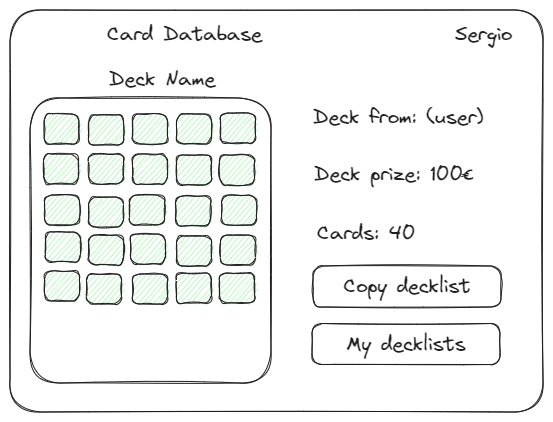 Card Database
Sergio
Deck Name
Deck from: (user)
Deck prize: 100€
Cards: 40
Copy decklist
My decklists